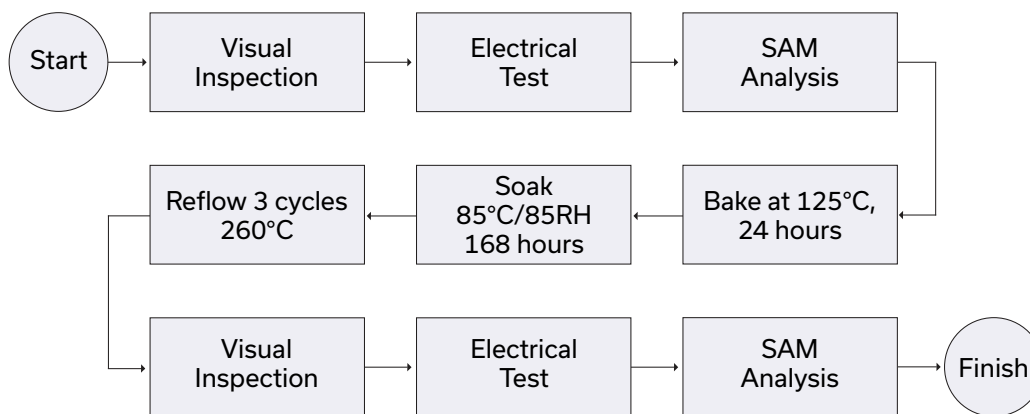 Start
Visual
Inspection
Electrical
Test
SAM
Analysis
Bake at 125°C,
24 hours
Soak
85°C/85RH
168 hours
Reflow 3 cycles
260°C
Visual
Inspection
Electrical
Test
SAM
Analysis
Finish